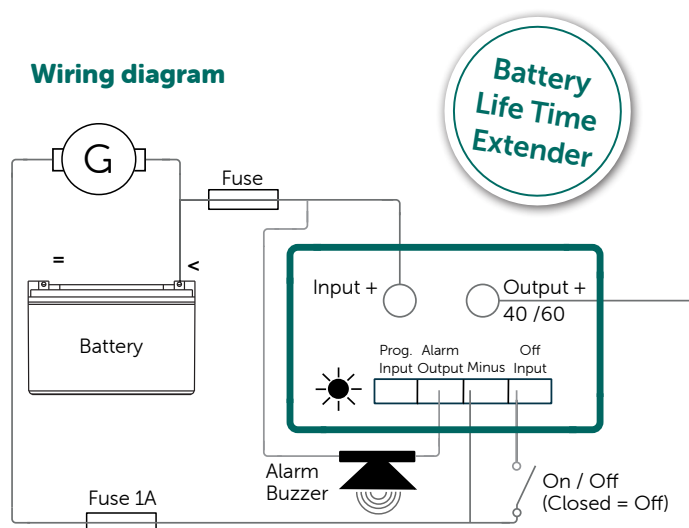 Wiring diagram
Battery
Life Time
Extender
G
Fuse
=
<
Battery
Input +
Output +
40 /60
Prog.
Input
Alarm
Output
Minus
Off
Input
Alarm
Buzzer
On / Off
(Closed = Off)
Fuse 1A